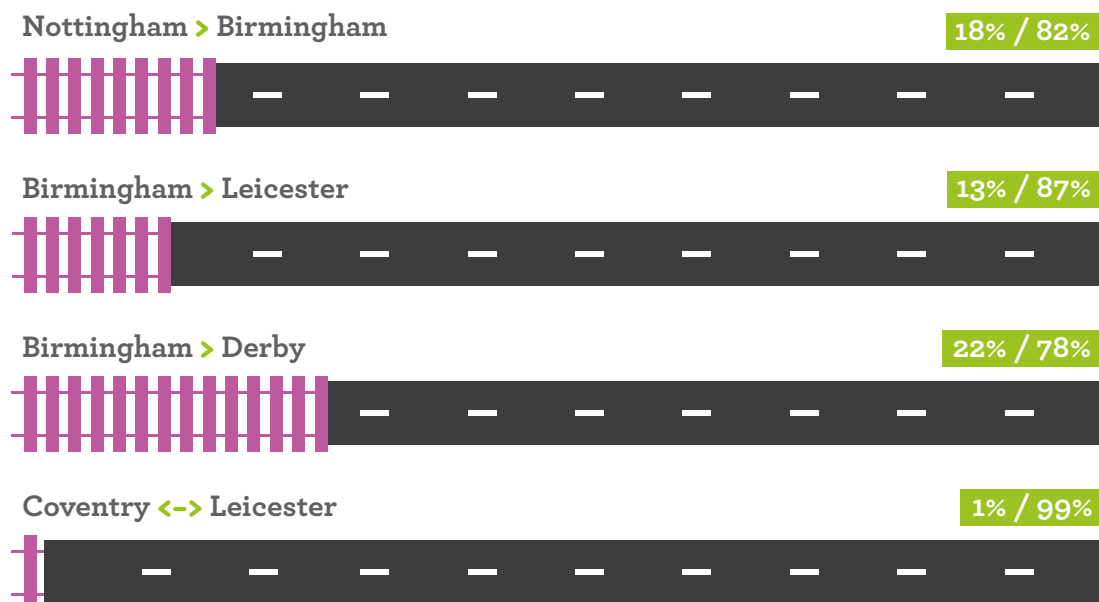 Nottingham > Birmingham 18% / 82%
Birmingham > Leicester 13% / 87%
Birmingham > Derby 22% / 78%
Coventry <-> Leicester 1% / 99%